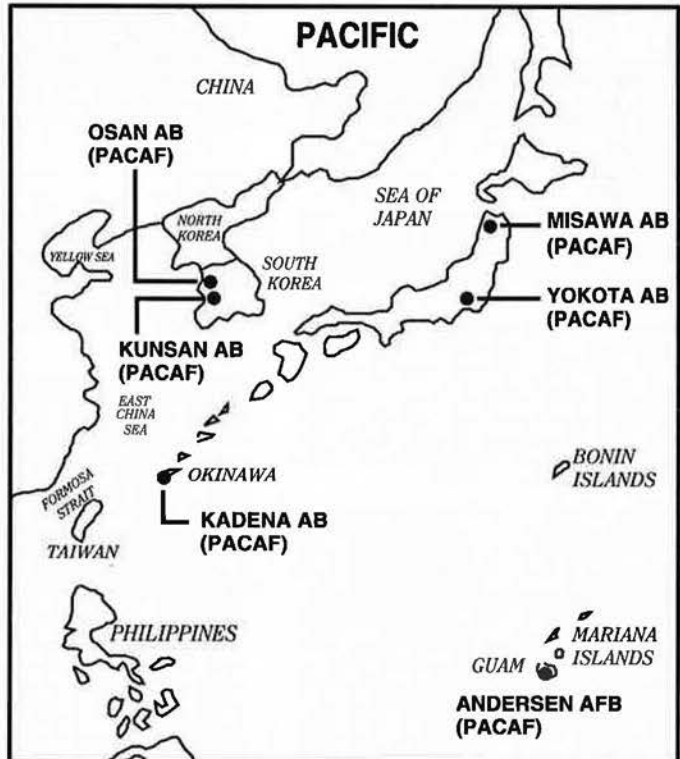 PACIFIC
CHINA
OSAN AB
(PACAF)
SEA OF
JAPAN
NORTH
KOREA
MISAWA AB
(PACAF)
YELLOW SEA
SOUTH
KOREA
YOKOTA AB
(PACAF)
KUNSAN AB
(PACAF)
EAST
CHINA
SEA
BONIN
ISLANDS
OKINAWA
FORMOSA
STRAIT
KADENA AB
(PACAF)
TAIWAN
PHILIPPINES
MARIANA
ISLANDS
GUAM
ANDERSEN AFB
(PACAF)